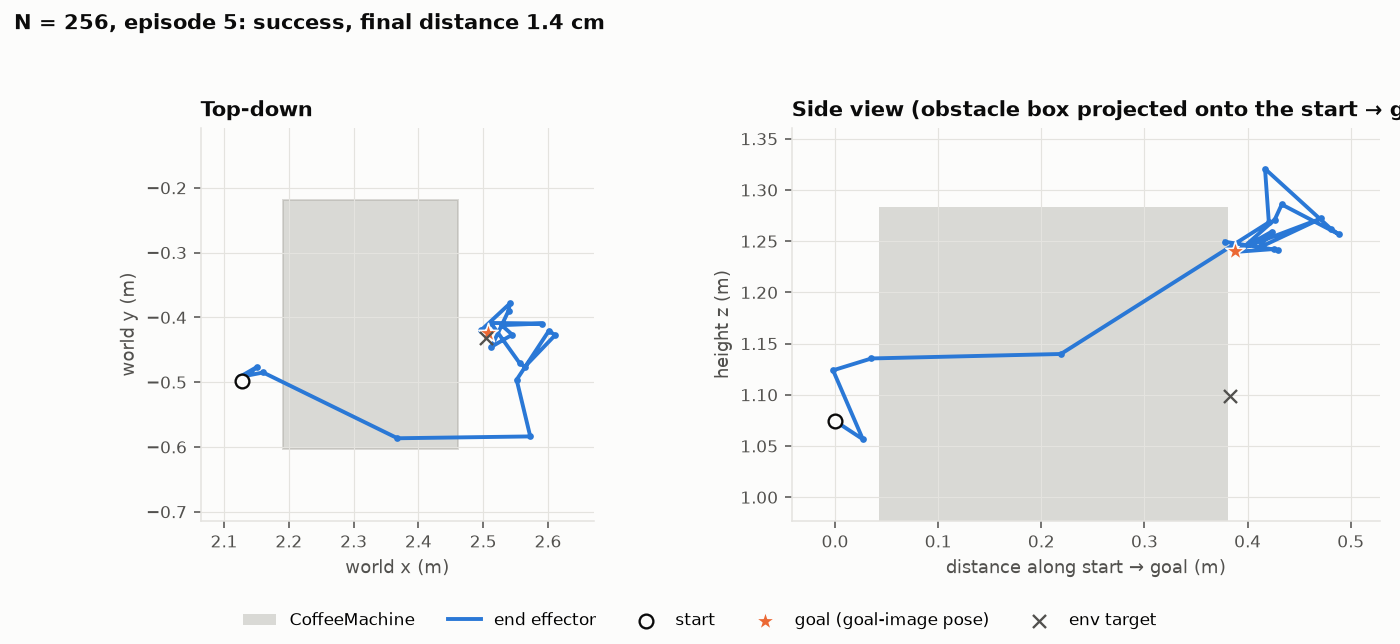 N = 256, episode 5: success, final distance 1.4 cm
Top-down
−0.2
−0.3
−0.4
−0.5
−0.6
−0.7
world y (m)
2.1 2.2 2.3 2.4 2.5 2.6
world x (m)
Side view (obstacle box projected onto the start → g
1.35
1.30
1.25
1.20
1.15
1.10
1.05
1.00
height z (m)
0.0 0.1 0.2 0.3 0.4 0.5
distance along start → goal (m)
CoffeeMachine end effector start goal (goal-image pose) env target